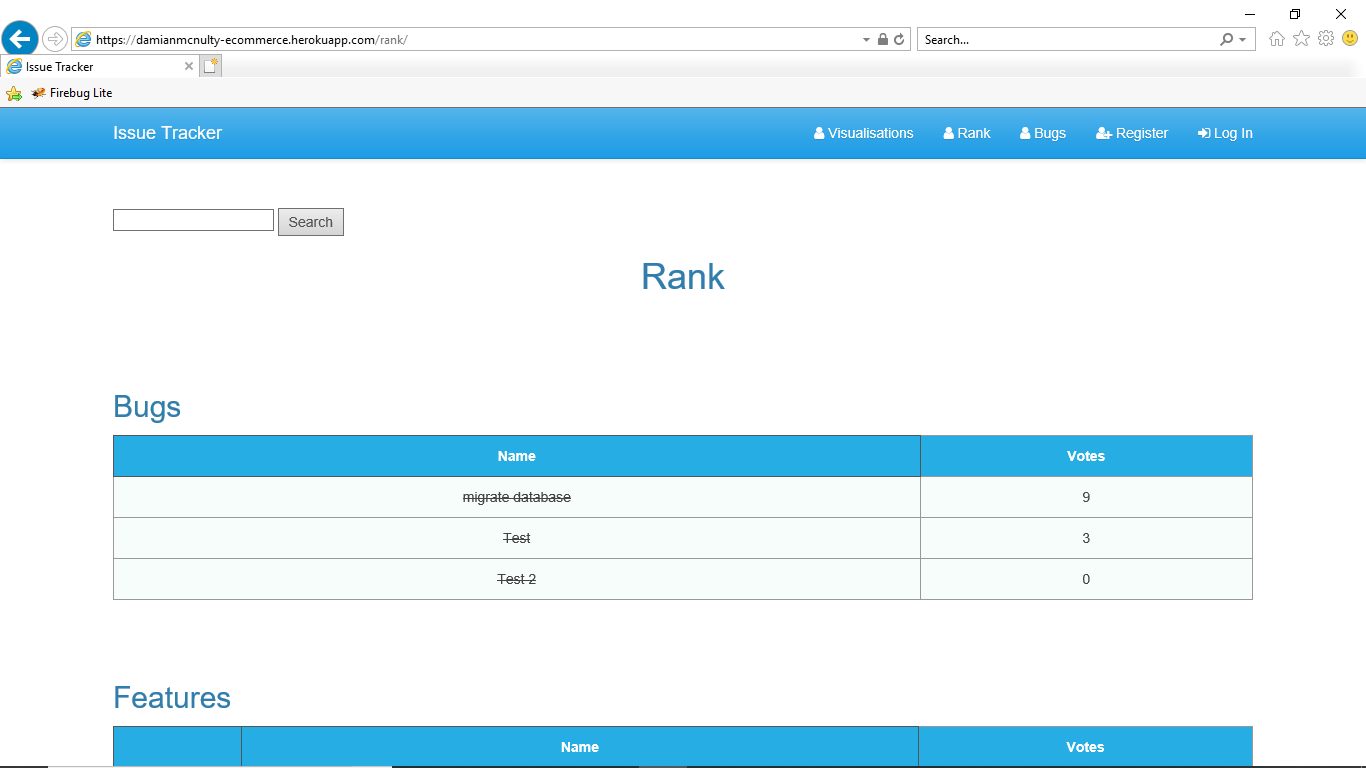 https://damianmcnulty-ecommerce.herokuapp.com/rank/
Search...
Issue Tracker
Firebug Lite
Issue Tracker
Visualisations
Rank
Bugs
Register
Log In
Search
Rank
Bugs
Name Votes
migrate database 9
Test 3
Test 2 0
Features
Name Votes